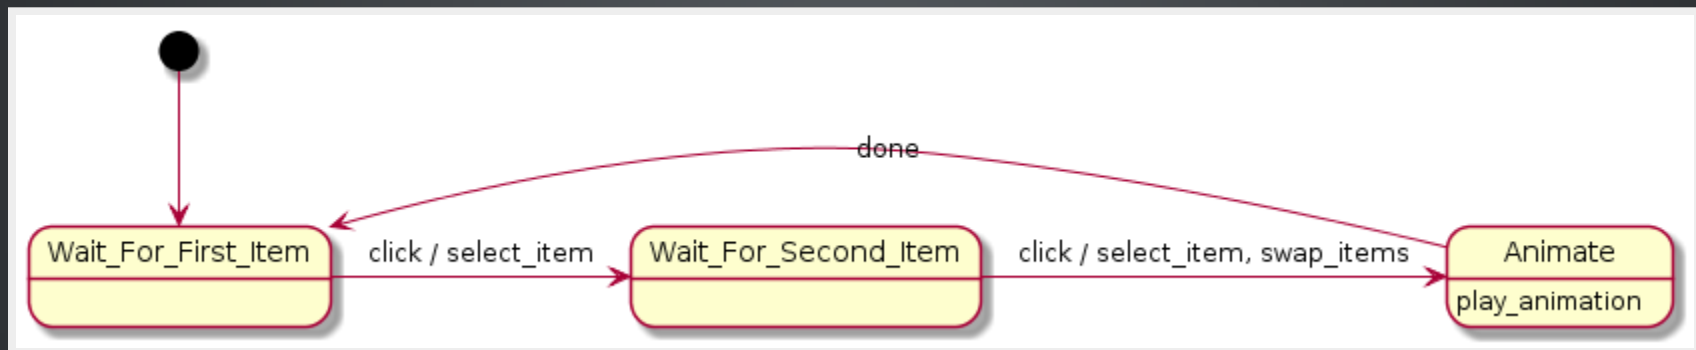 done
Wait_For_First_Item
click / select_item
Wait_For_Second_Item
click / select_item, swap_items
Animate
play_animation